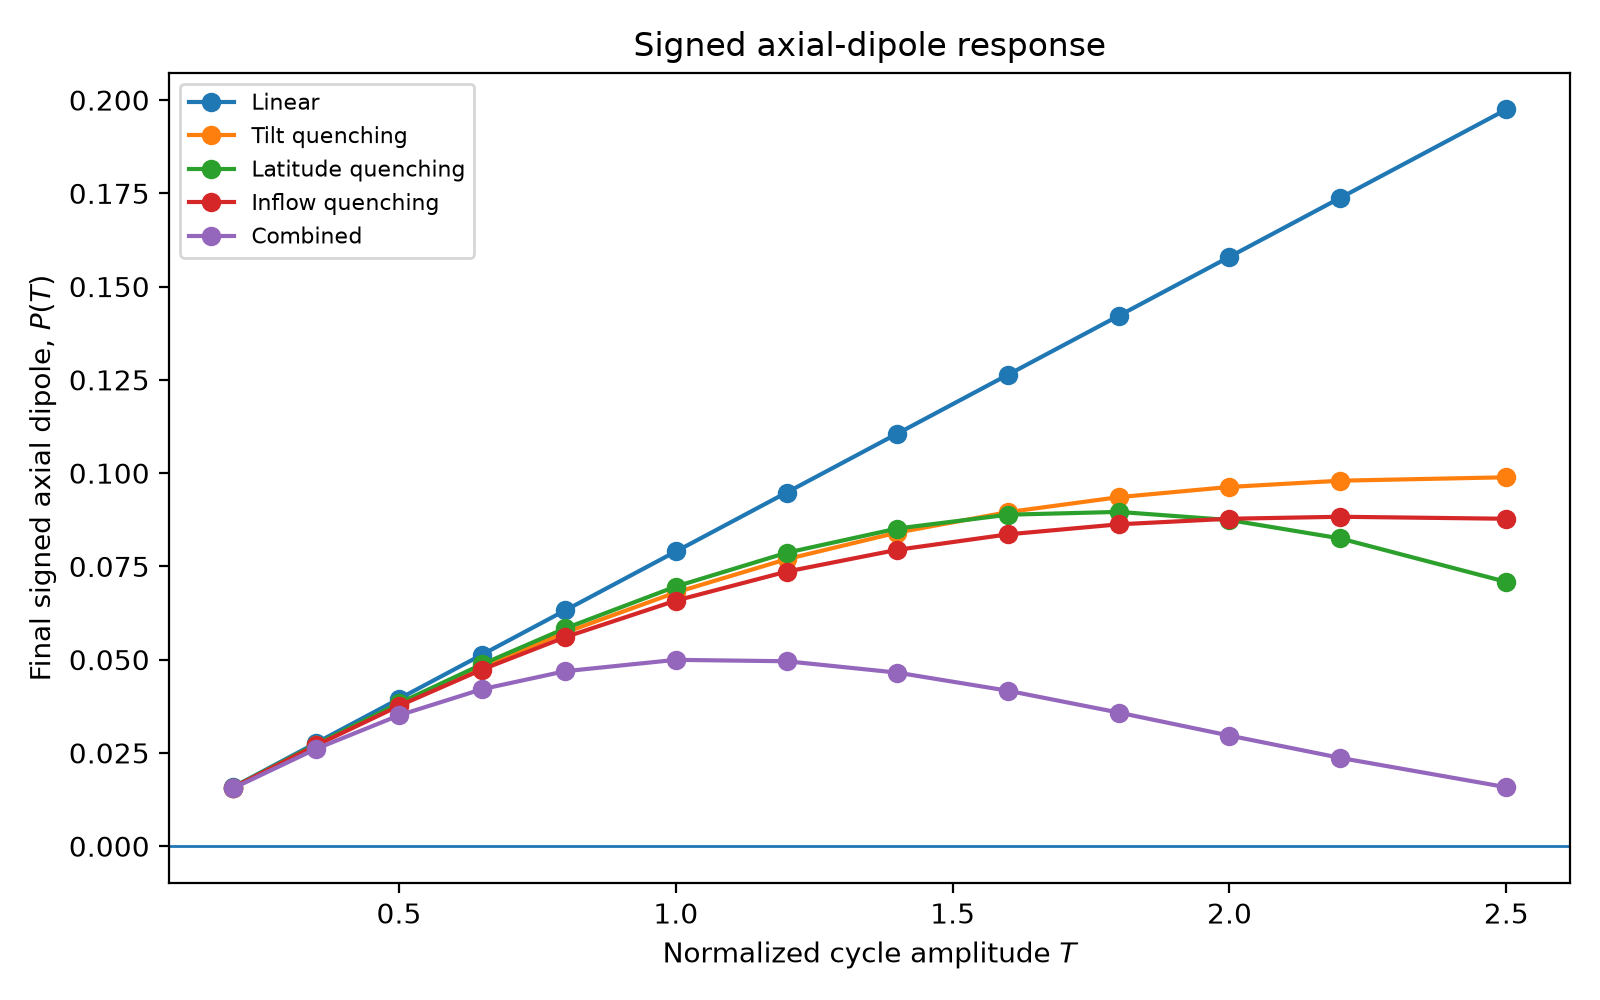 Signed axial-dipole response
Final signed axial dipole, P(T)
0.200
0.175
0.150
0.125
0.100
0.075
0.050
0.025
0.000
Linear
Tilt quenching
Latitude quenching
Inflow quenching
Combined
0.5
1.0
1.5
2.0
2.5
Normalized cycle amplitude T